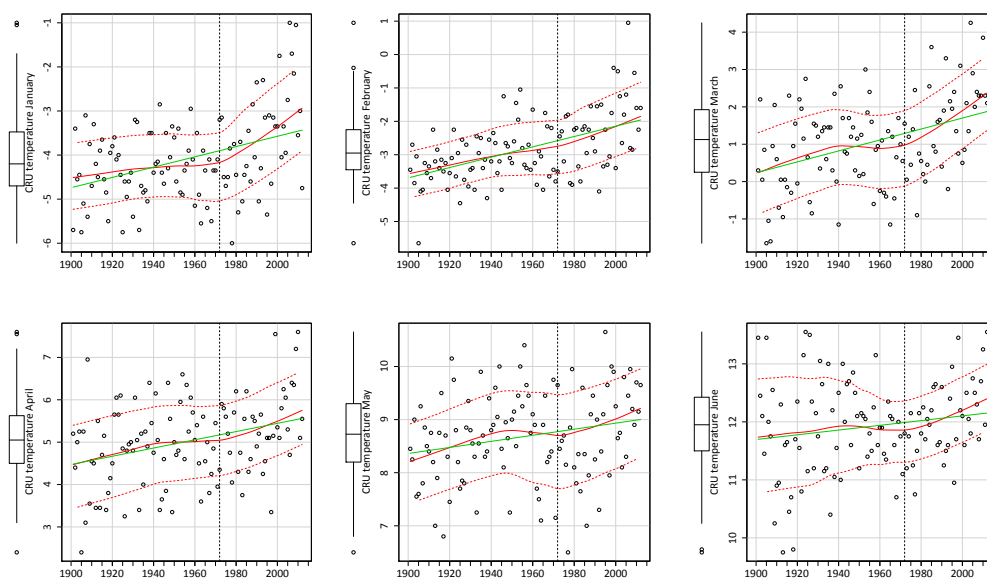 CRU temperature January
-1
-2
-3
-4
-5
-6
1900 1920 1940 1960 1980 2000
CRU temperature February
1
0
-1
-2
-3
-4
-5
1900 1920 1940 1960 1980 2000
CRU temperature March
4
3
2
1
0
-1
1900 1920 1940 1960 1980 2000
CRU temperature April
7
6
5
4
3
1900 1920 1940 1960 1980 2000
CRU temperature May
10
9
8
7
6
1900 1920 1940 1960 1980 2000
CRU temperature June
13
12
11
10
1900 1920 1940 1960 1980 2000